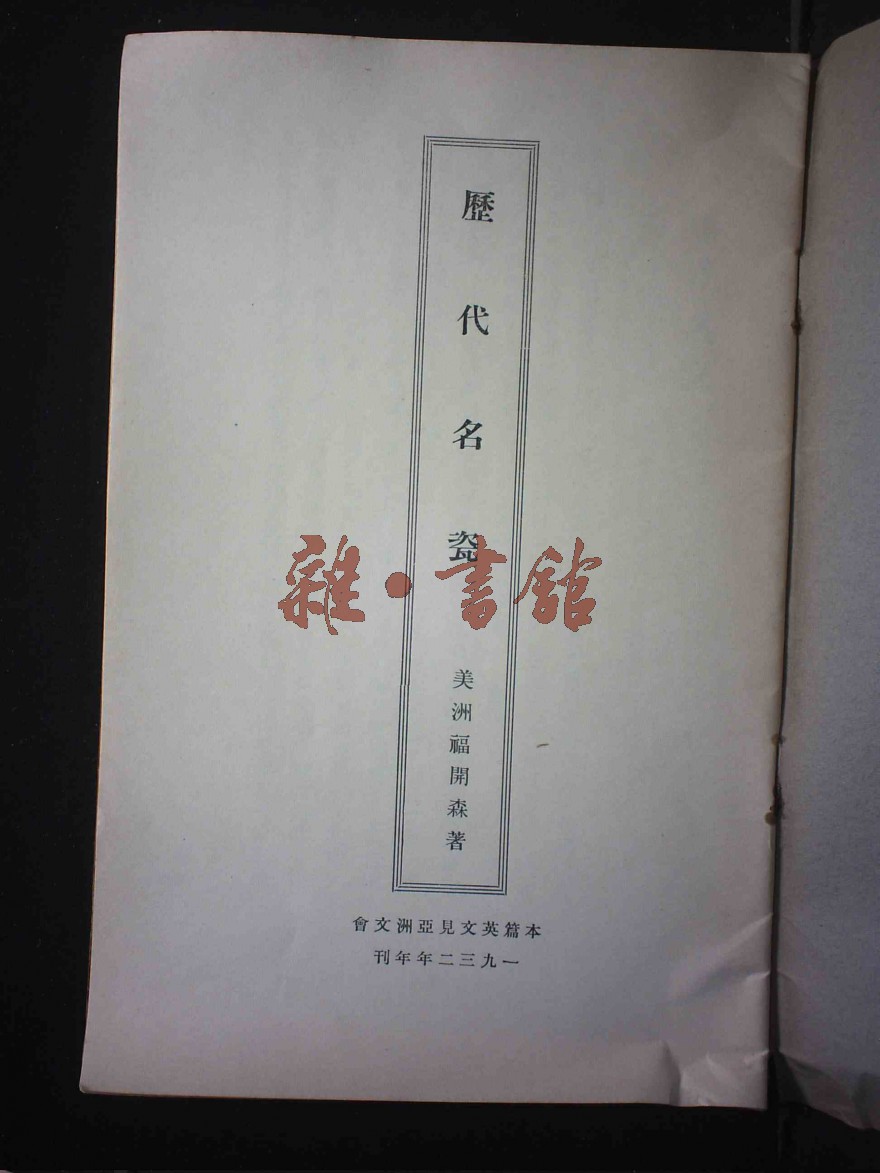 歷代名瓷
美洲福開森著
本篇英文見亞洲文會
一九三二年年刊
雜·書館